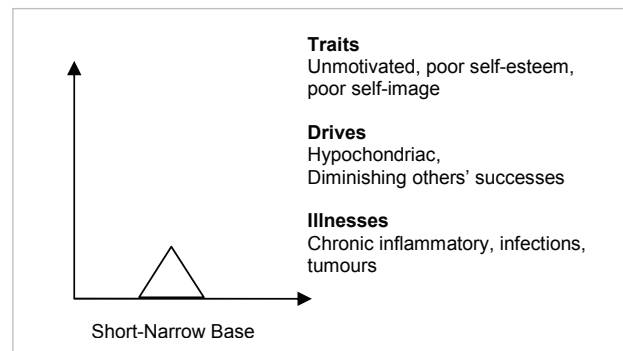 Traits
Unmotivated, poor self-esteem,
poor self-image
Drives
Hypochondriac,
Diminishing others' successes
Illnesses
Chronic inflammatory, infections,
tumours
Short-Narrow Base